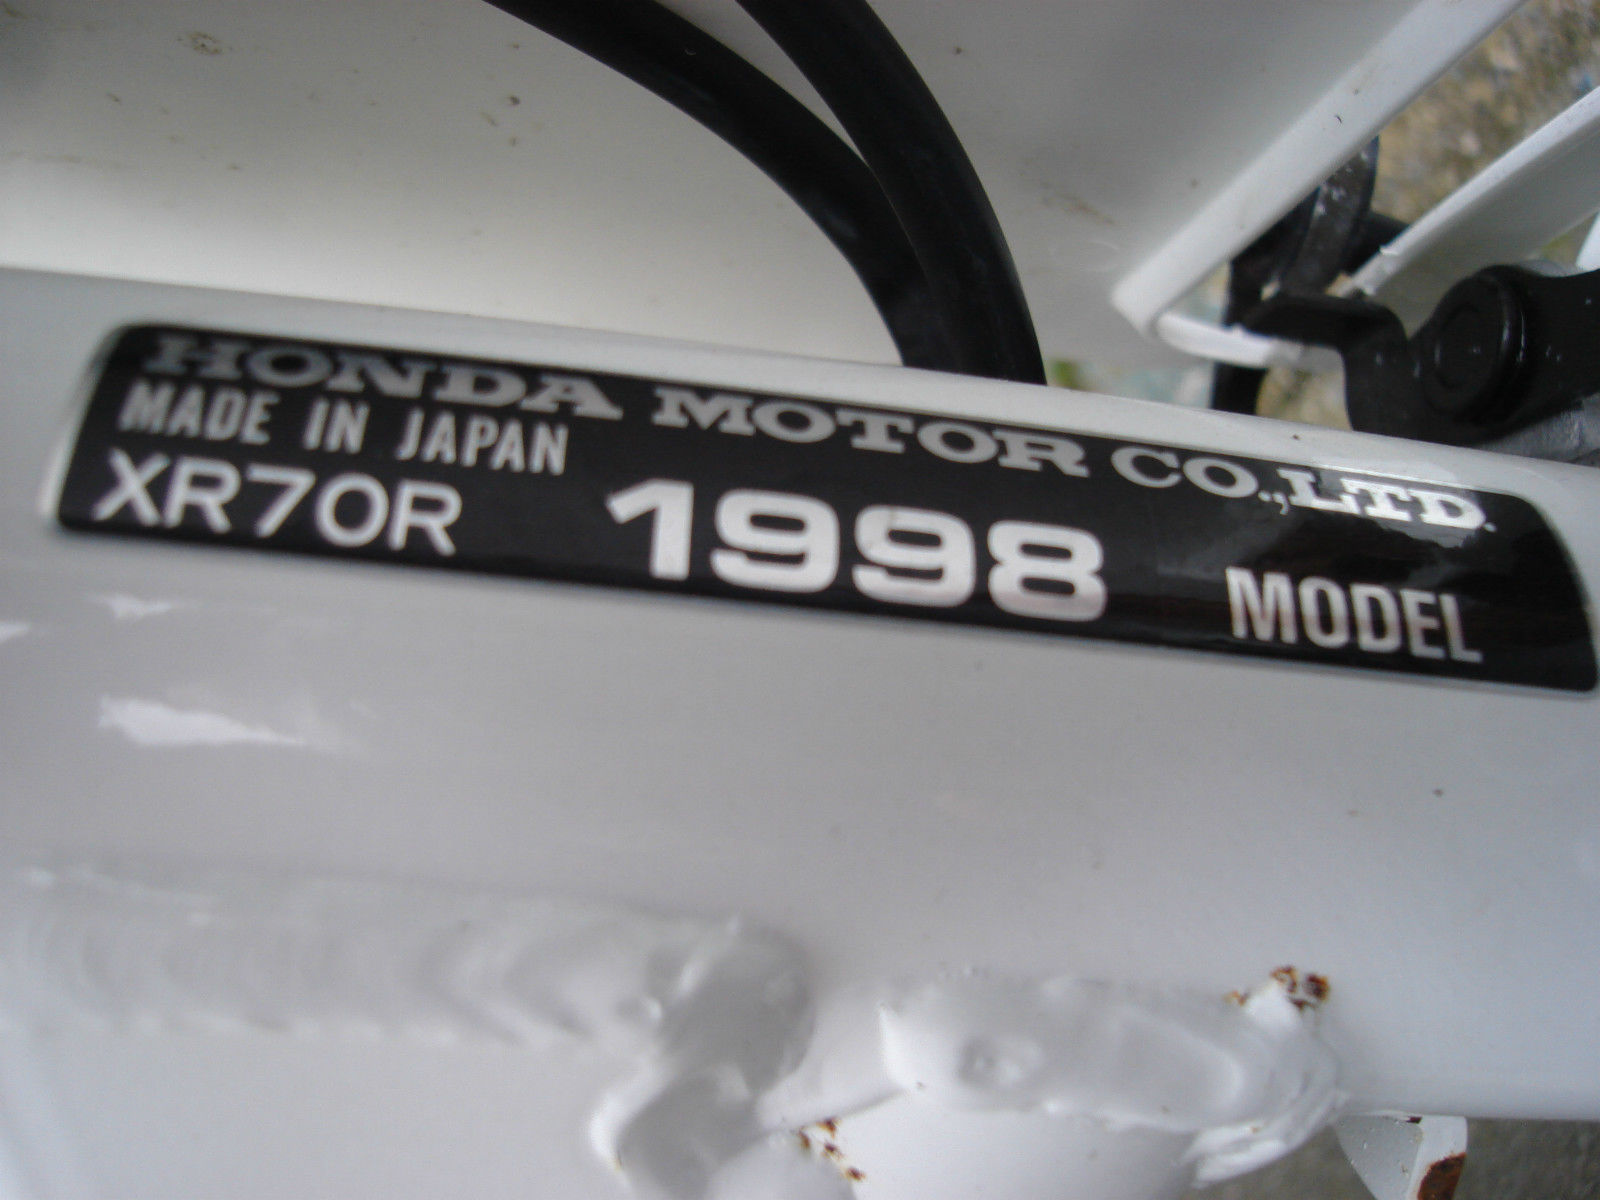 HONDA MOTOR CO.,LTD.
MADE IN JAPAN
XR70R 1998 MODEL